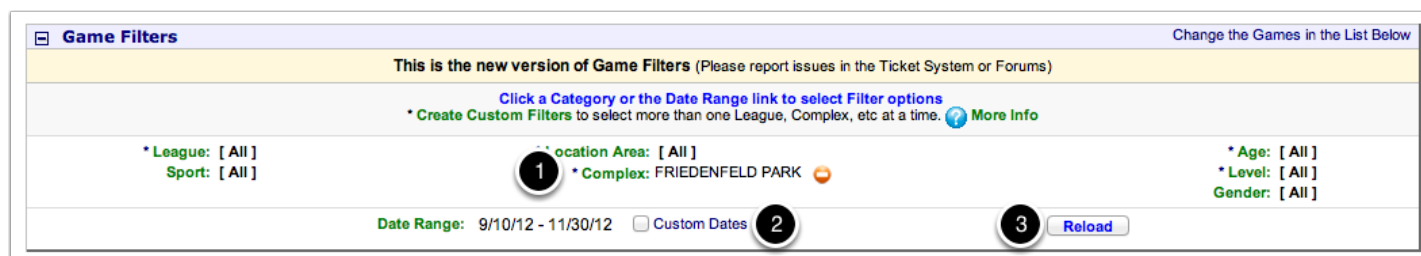 Game Filters
Change the Games in the List Below
This is the new version of Game Filters (Please report issues in the Ticket System or Forums)
Click a Category or the Date Range link to select Filter options
* Create Custom Filters to select more than one League, Complex, etc at a time. ? More Info
* League: [ All ]
Sport: [ All ]
ocation Area: [ All ]
1
* Complex: FRIEDENFELD PARK
* Age: [ All ]
* Level: [ All ]
Gender: [ All ]
Date Range: 9/10/12 - 11/30/12 Custom Dates 2
3 Reload